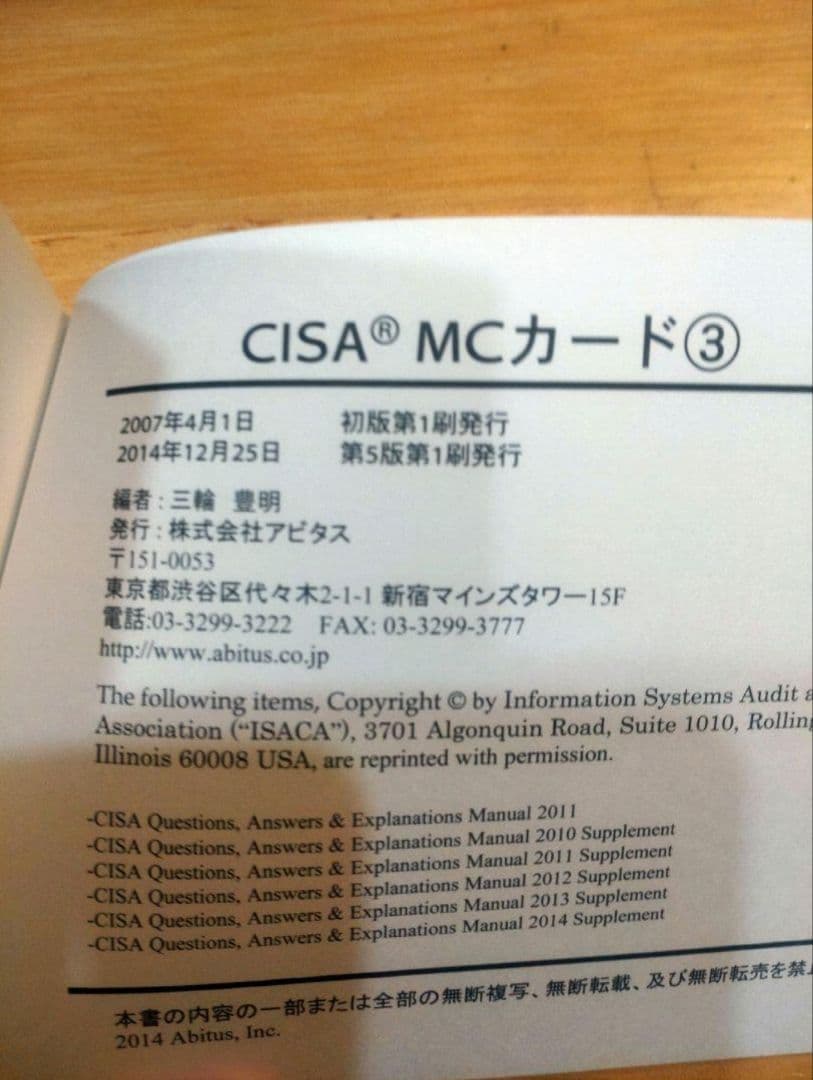 CISA® MCカード③
2007年4月1日 初版第1刷発行
2014年12月25日 第5版第1刷発行
編者：三輪 豊明
発行：株式会社アビタス
〒151-0053
東京都渋谷区代々木2-1-1 新宿マインズタワー15F
電話:03-3299-3222 FAX: 03-3299-3777
http://www.abitus.co.jp
The following items, Copyright © by Information Systems Audit
Association (“ISACA”), 3701 Algonquin Road, Suite 1010, Rolling
Illinois 60008 USA, are reprinted with permission.
-CISA Questions, Answers & Explanations Manual 2011
-CISA Questions, Answers & Explanations Manual 2010 Supplement
-CISA Questions, Answers & Explanations Manual 2011 Supplement
-CISA Questions, Answers & Explanations Manual 2012 Supplement
-CISA Questions, Answers & Explanations Manual 2013 Supplement
-CISA Questions, Answers & Explanations Manual 2014 Supplement
本書の内容の一部または全部の無断複写、無断転載、及び無断転売を禁止
2014 Abitus, Inc.